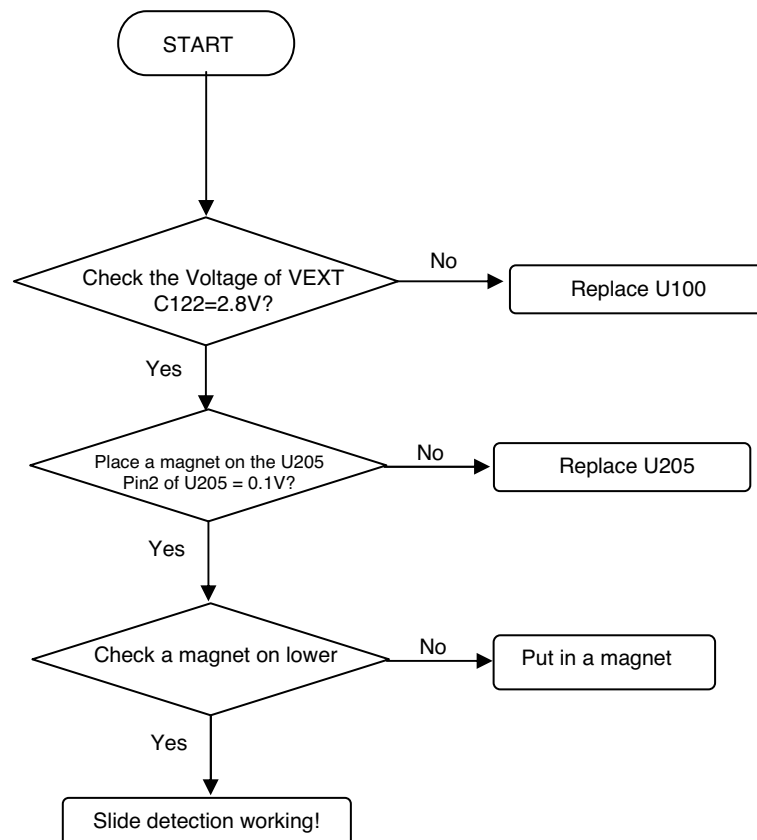 START
Check the Voltage of VEXT
C122=2.8V?
No
Replace U100
Yes
Place a magnet on the U205
Pin2 of U205 = 0.1V?
No
Replace U205
Yes
Check a magnet on lower
No
Put in a magnet
Yes
Slide detection working!